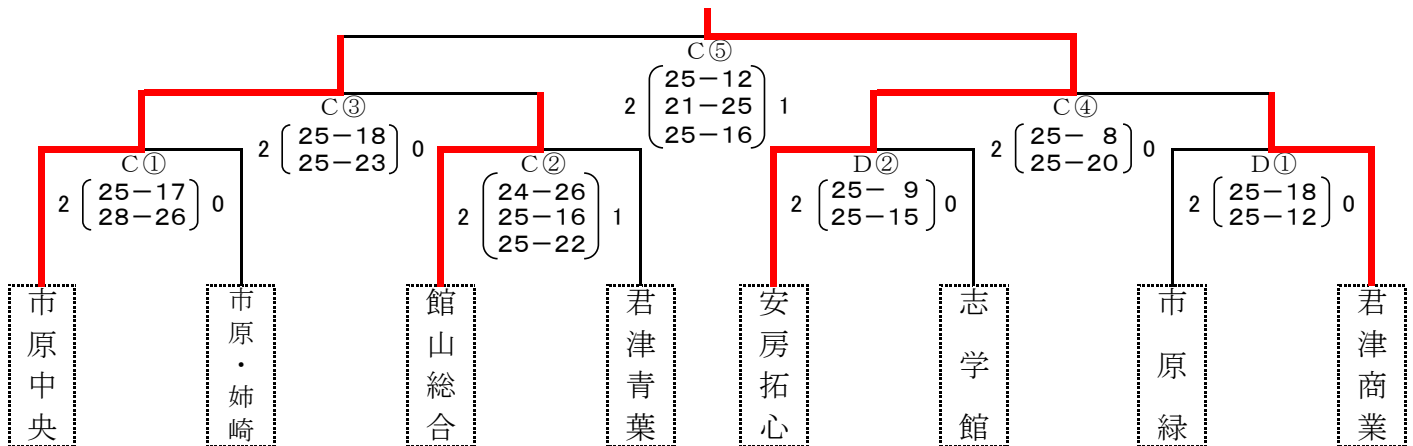 C⑤
2 25－12 1
21－25
25－16
C③
2 25－18 0
25－23
C④
2 25－ 8 0
25－20
C①
2 25－17 0
28－26
C②
2 24－26 1
25－16
25－22
D②
2 25－ 9 0
25－15
D①
2 25－18 0
25－12
市原中央
市原・姉崎
館山総合
君津青葉
安房拓心
志学館
市原緑
君津商業